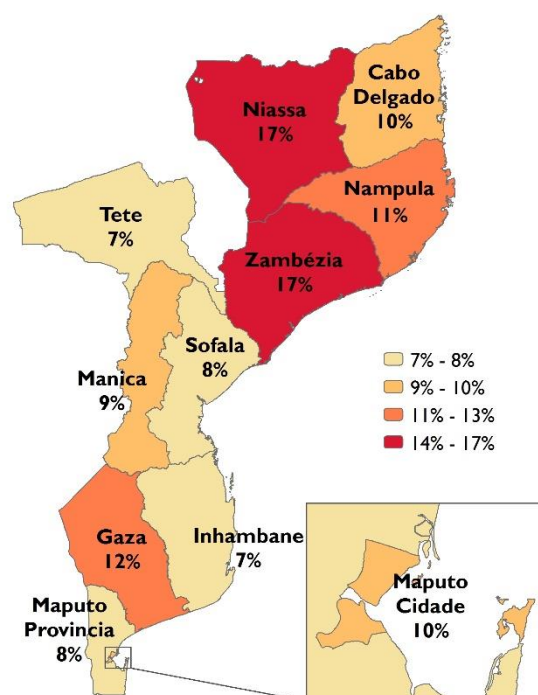 Cabo
Delgado
10%
Niassa
17%
Nampula
11%
Tete
7%
Zambézia
17%
Sofala
8%
Manica
9%
7% - 8%
9% - 10%
11% - 13%
14% - 17%
Gaza
12%
Inhambane
7%
Maputo
Provincia
8%
Maputo
Cidade
10%